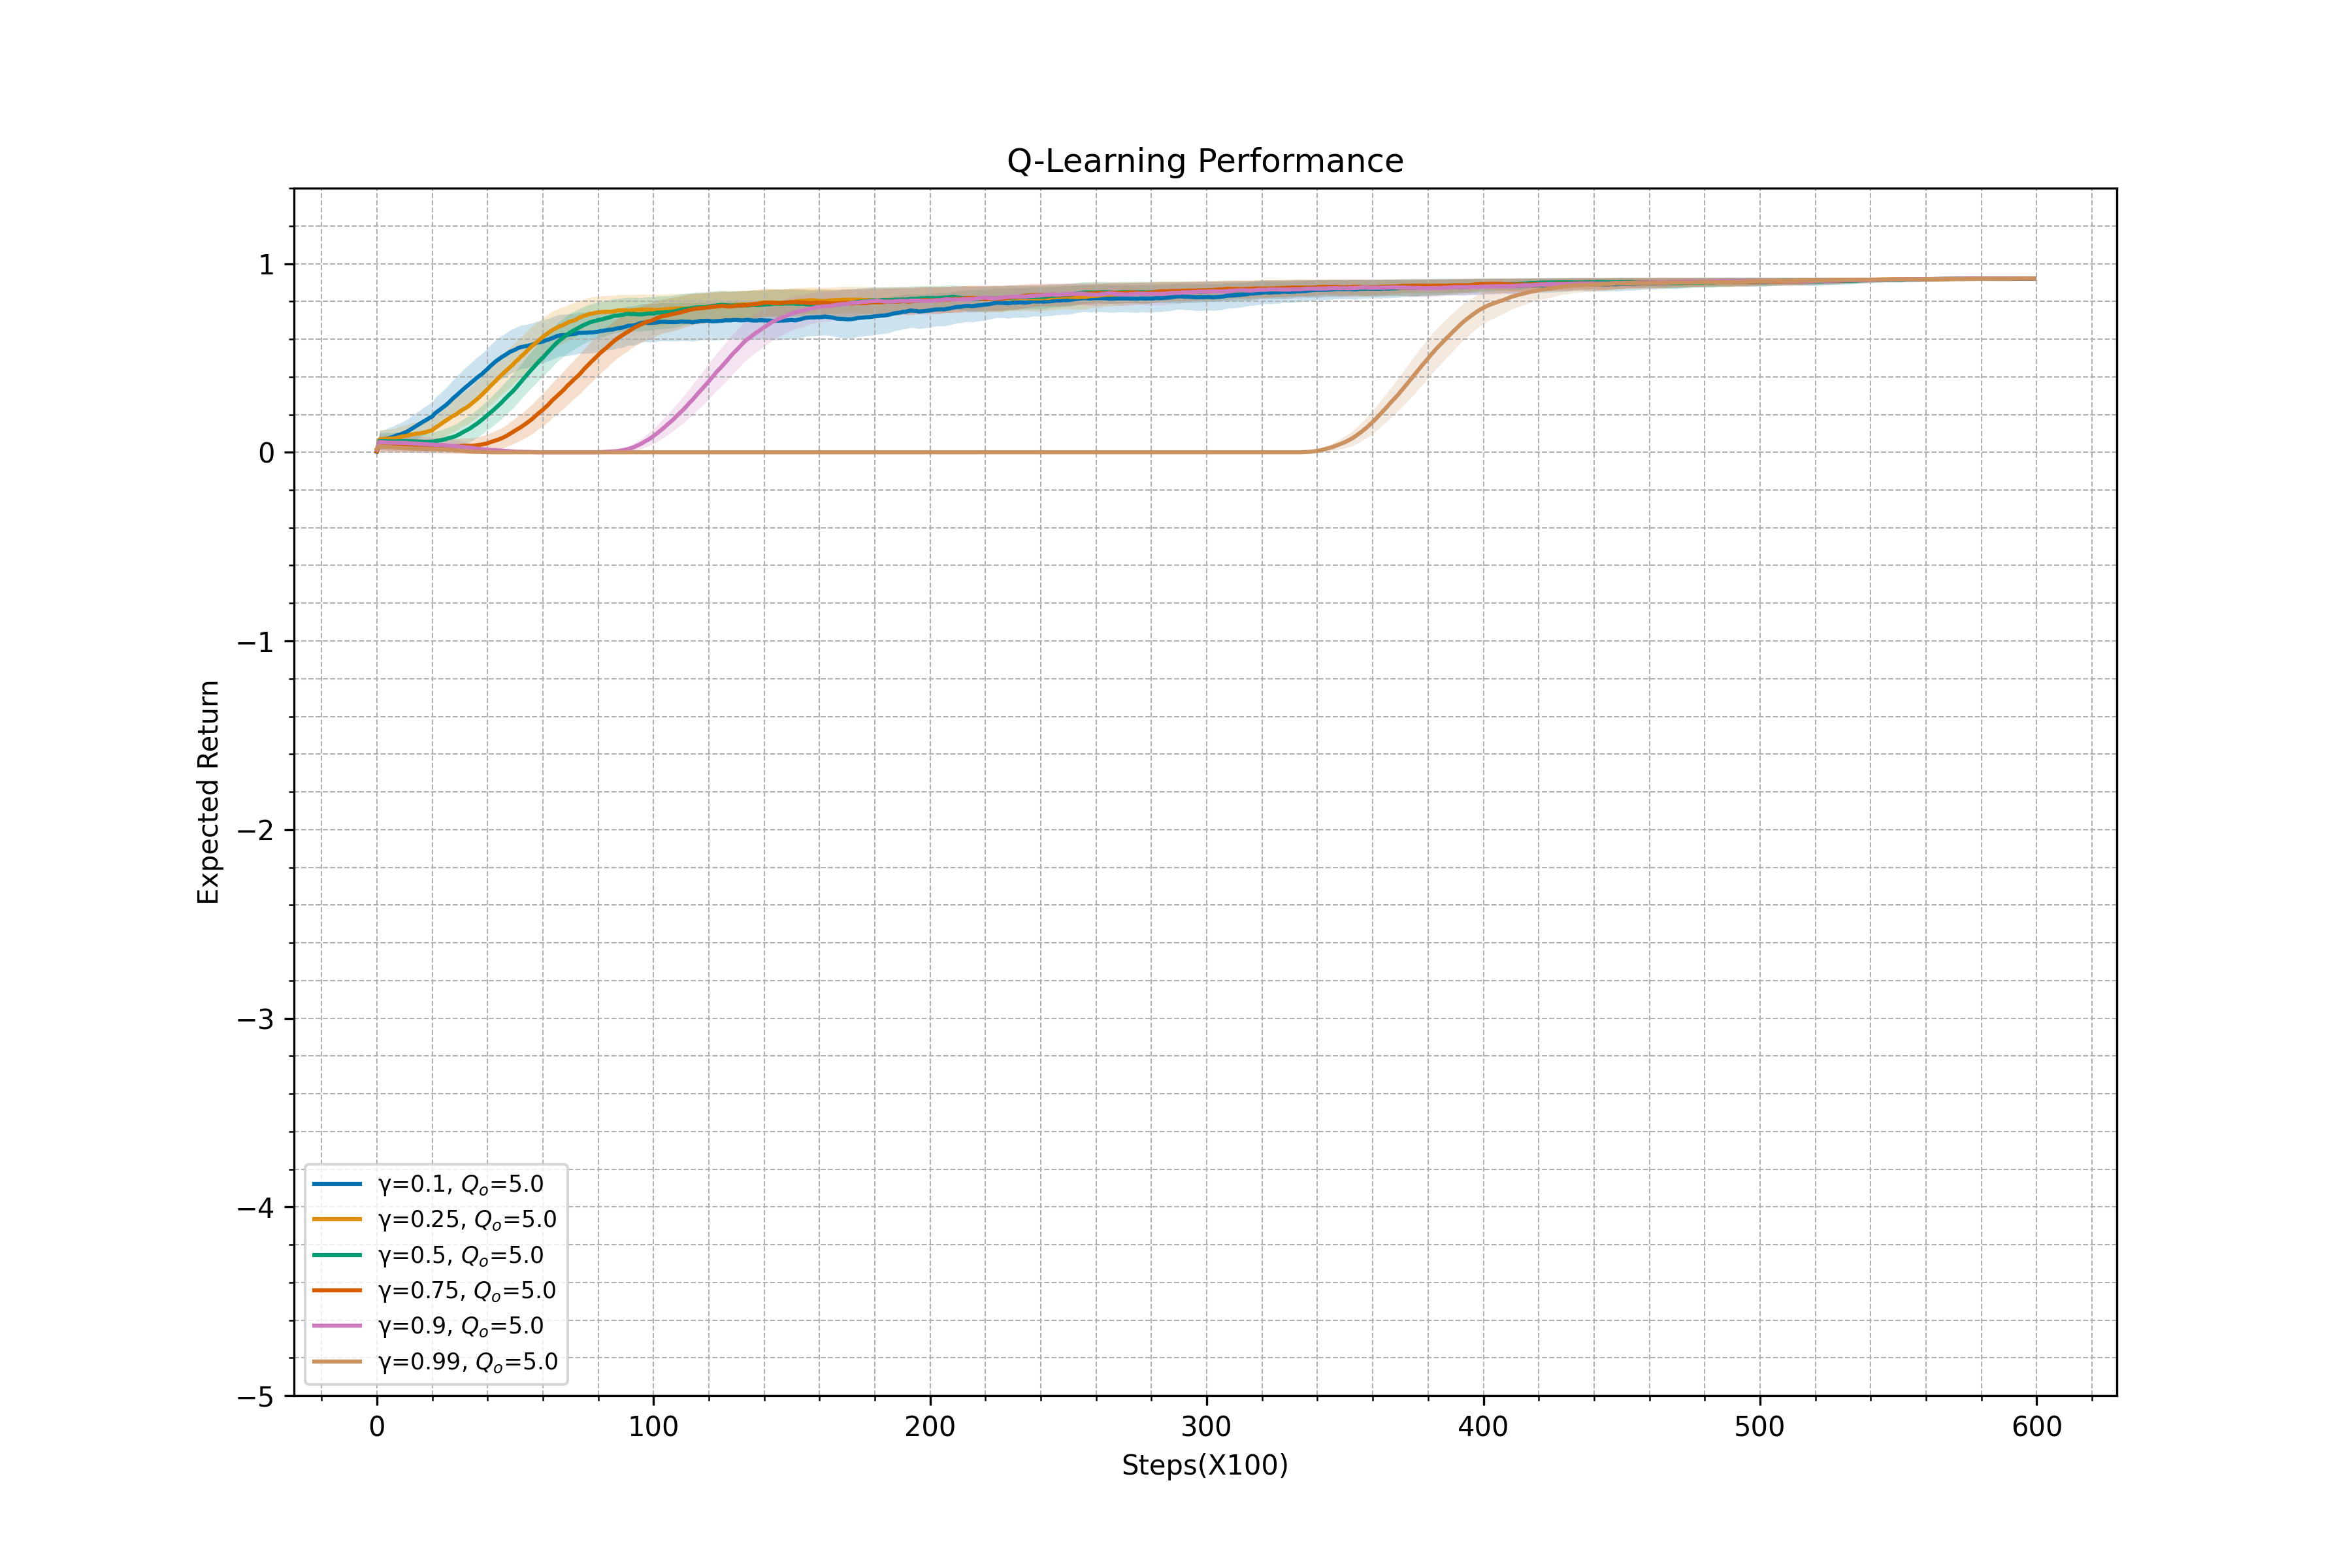 Q-Learning Performance
Expected Return
1
0
−1
−2
−3
−4
−5
γ=0.1, Qₒ=5.0
γ=0.25, Qₒ=5.0
γ=0.5, Qₒ=5.0
γ=0.75, Qₒ=5.0
γ=0.9, Qₒ=5.0
γ=0.99, Qₒ=5.0
0 100 200 300 400 500 600
Steps(X100)